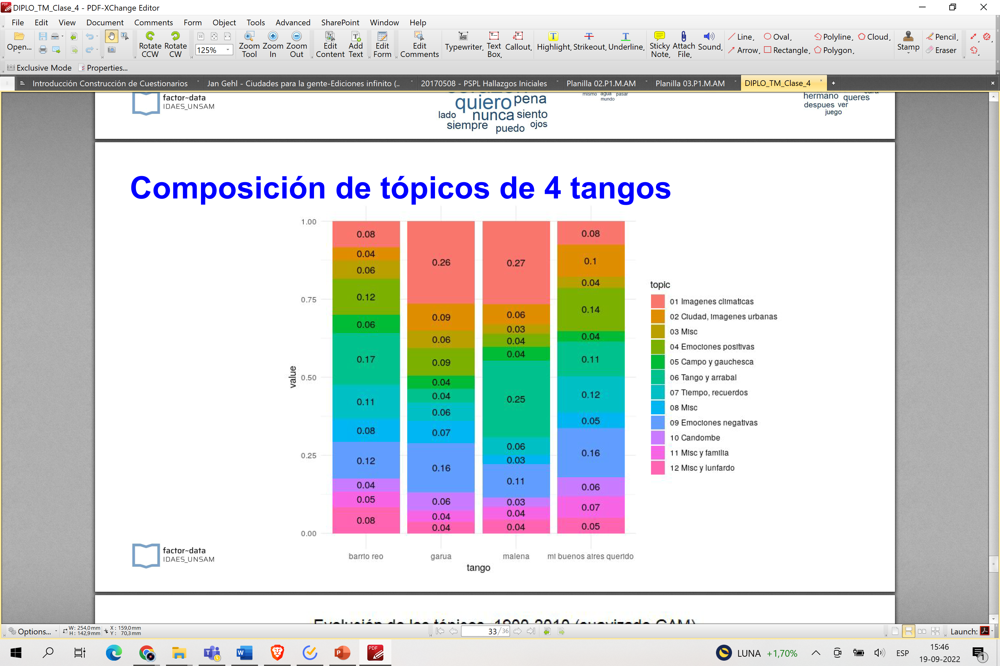 DIPLO_TM_Clase_4 - PDF-XChange Editor
File Edit View Document Comments Form Object Tools Advanced SharePoint Window Help
Open...
Rotate CCW
Rotate CW
125%
Zoom Tool
Zoom In
Zoom Out
Edit Content
Add Text
Edit Form
Edit Comments
Typewriter
Text Box
Callout
Highlight
Strikeout
Underline
Sticky Note
Attach File
Sound
Line
Arrow
Oval
Rectangle
Polyline
Polygon
Cloud
Stamp
Pencil
Eraser
Exclusive Mode Properties...
Introducción Construcción de Cuestionarios
Jan Gehl - Ciudades para la gente-Ediciones infinito (..
20170508 - PSPL Hallazgos Iniciales
Planilla 02.P1.M.AM
Planilla 03.P1.M.AM
DIPLO_TM_Clase_4
factor~data
IDAES_UNSAM
quiero pena
lado nunca siento
siempre puedo ojos
mismo agua pasar
mundo
hermano queres
despues ver
juego
Composición de tópicos de 4 tangos
value
1.00
0.75
0.50
0.25
0.00
0.08
0.04
0.06
0.12
0.06
0.17
0.11
0.08
0.12
0.04
0.05
0.08
0.26
0.09
0.06
0.09
0.04
0.04
0.06
0.07
0.16
0.06
0.04
0.04
0.27
0.06
0.03
0.04
0.04
0.25
0.06
0.03
0.11
0.03
0.04
0.04
0.08
0.1
0.04
0.14
0.04
0.11
0.12
0.05
0.16
0.06
0.07
0.05
barrio reo
garua
malena
mi buenos aires querido
tango
topic
01 Imagenes climaticas
02 Ciudad, imagenes urbanas
03 Misc
04 Emociones positivas
05 Campo y gauchesca
06 Tango y arrabal
07 Tiempo, recuerdos
08 Misc
09 Emociones negativas
10 Candombe
11 Misc y familia
12 Misc y lunfardo
factor~data
IDAES_UNSAM
Evolución de los tópicos, 1900-2010 (suavizado GAM)
Options...
W: 254,0mm
H: 142,9mm
X: 159,0mm
Y: 70,3mm
33/36
Launch:
LUNA +1,70%
ESP
15:46
19-09-2022
1